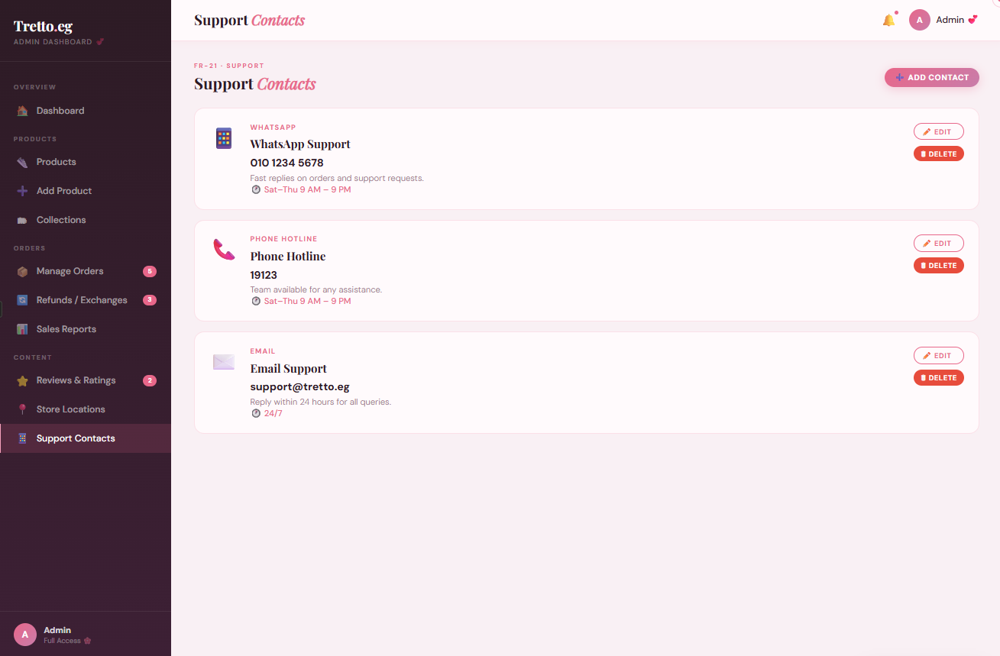 Tretto.eg
ADMIN DASHBOARD
OVERVIEW
Dashboard
PRODUCTS
Products
Add Product
Collections
ORDERS
Manage Orders 5
Refunds / Exchanges 3
Sales Reports
CONTENT
Reviews & Ratings 2
Store Locations
Support Contacts
A
Admin
Full Access
Support Contacts
A Admin
FR-21 · SUPPORT
Support Contacts
ADD CONTACT
WHATSAPP
WhatsApp Support
010 1234 5678
Fast replies on orders and support requests.
Sat–Thu 9 AM – 9 PM
EDIT
DELETE
PHONE HOTLINE
Phone Hotline
19123
Team available for any assistance.
Sat–Thu 9 AM – 9 PM
EDIT
DELETE
EMAIL
Email Support
support@tretto.eg
Reply within 24 hours for all queries.
24/7
EDIT
DELETE